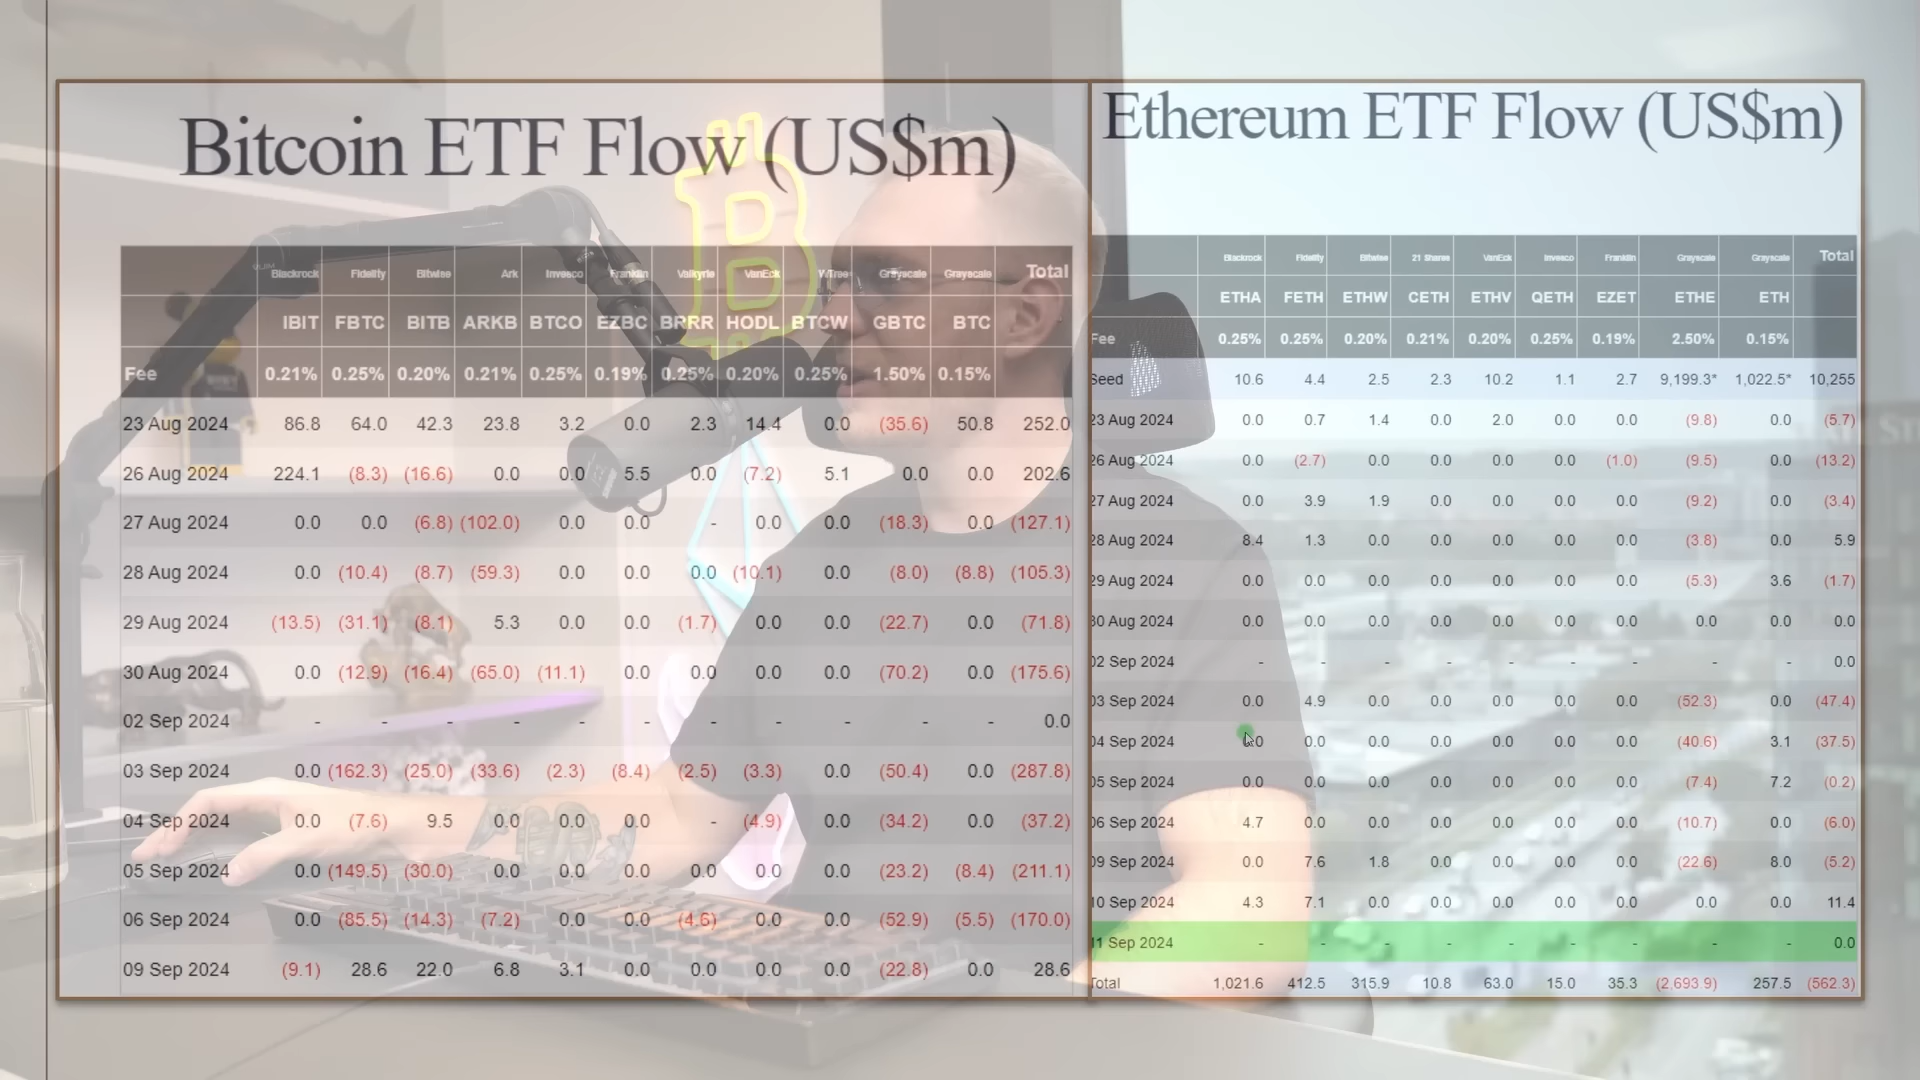 Bitcoin ETF Flow (US$m)
Blackrock Fidelity Bitwise Ark Invesco Franklin Valkyrie VanEck WTree Grayscale Grayscale Total
IBIT FBTC BITB ARKB BTCO EZBC BRRR HODL BTCW GBTC BTC
Fee 0.21% 0.25% 0.20% 0.21% 0.25% 0.19% 0.25% 0.20% 0.25% 1.50% 0.15%
23 Aug 2024 86.8 64.0 42.3 23.8 3.2 0.0 2.3 14.4 0.0 (35.6) 50.8 252.0
26 Aug 2024 224.1 (8.3) (16.6) 0.0 0.0 5.5 0.0 (7.2) 5.1 0.0 0.0 202.6
27 Aug 2024 0.0 0.0 (6.8) (102.0) 0.0 0.0 - 0.0 0.0 (18.3) 0.0 (127.1)
28 Aug 2024 0.0 (10.4) (8.7) (59.3) 0.0 0.0 0.0 (10.1) 0.0 (8.0) (8.8) (105.3)
29 Aug 2024 (13.5) (31.1) (8.1) 5.3 0.0 0.0 (1.7) 0.0 0.0 (22.7) 0.0 (71.8)
30 Aug 2024 0.0 (12.9) (16.4) (65.0) (11.1) 0.0 0.0 0.0 0.0 (70.2) 0.0 (175.6)
02 Sep 2024 - - - - - - - - - - - 0.0
03 Sep 2024 0.0 (162.3) (25.0) (33.6) (2.3) (8.4) (2.5) (3.3) 0.0 (50.4) 0.0 (287.8)
04 Sep 2024 0.0 (7.6) 9.5 0.0 0.0 0.0 - (4.9) 0.0 (34.2) 0.0 (37.2)
05 Sep 2024 0.0 (149.5) (30.0) 0.0 0.0 0.0 0.0 0.0 0.0 (23.2) (8.4) (211.1)
06 Sep 2024 0.0 (85.5) (14.3) (7.2) 0.0 0.0 (4.6) 0.0 0.0 (52.9) (5.5) (170.0)
09 Sep 2024 (9.1) 28.6 22.0 6.8 3.1 0.0 0.0 0.0 0.0 (22.8) 0.0 28.6
Ethereum ETF Flow (US$m)
Blackrock Fidelity Bitwise 21 Shares VanEck Invesco Franklin Grayscale Grayscale Total
ETHA FETH ETHW CETH ETHV QETH EZET ETHE ETH
Fee 0.25% 0.25% 0.20% 0.21% 0.20% 0.25% 0.19% 2.50% 0.15%
Seed 10.6 4.4 2.5 2.3 10.2 1.1 2.7 9,199.3* 1,022.5* 10,255
23 Aug 2024 0.0 0.7 1.4 0.0 2.0 0.0 0.0 (9.8) 0.0 (5.7)
26 Aug 2024 0.0 (2.7) 0.0 0.0 0.0 0.0 (1.0) (9.5) 0.0 (13.2)
27 Aug 2024 0.0 3.9 1.9 0.0 0.0 0.0 0.0 (9.2) 0.0 (3.4)
28 Aug 2024 8.4 1.3 0.0 0.0 0.0 0.0 0.0 (3.8) 0.0 5.9
29 Aug 2024 0.0 0.0 0.0 0.0 0.0 0.0 0.0 (5.3) 3.6 (1.7)
30 Aug 2024 0.0 0.0 0.0 0.0 0.0 0.0 0.0 0.0 0.0 0.0
02 Sep 2024 - - - - - - - - - 0.0
03 Sep 2024 0.0 4.9 0.0 0.0 0.0 0.0 0.0 (52.3) 0.0 (47.4)
04 Sep 2024 0.0 0.0 0.0 0.0 0.0 0.0 0.0 (40.6) 3.1 (37.5)
05 Sep 2024 0.0 0.0 0.0 0.0 0.0 0.0 0.0 (7.4) 7.2 (0.2)
06 Sep 2024 4.7 0.0 0.0 0.0 0.0 0.0 0.0 (10.7) 0.0 (6.0)
09 Sep 2024 0.0 7.6 1.8 0.0 0.0 0.0 0.0 (22.6) 8.0 (5.2)
10 Sep 2024 4.3 7.1 0.0 0.0 0.0 0.0 0.0 0.0 0.0 11.4
11 Sep 2024 - - - - - - - - - 0.0
Total 1,021.6 412.5 315.9 10.8 63.0 15.0 35.3 (2,693.9) 257.5 (562.3)